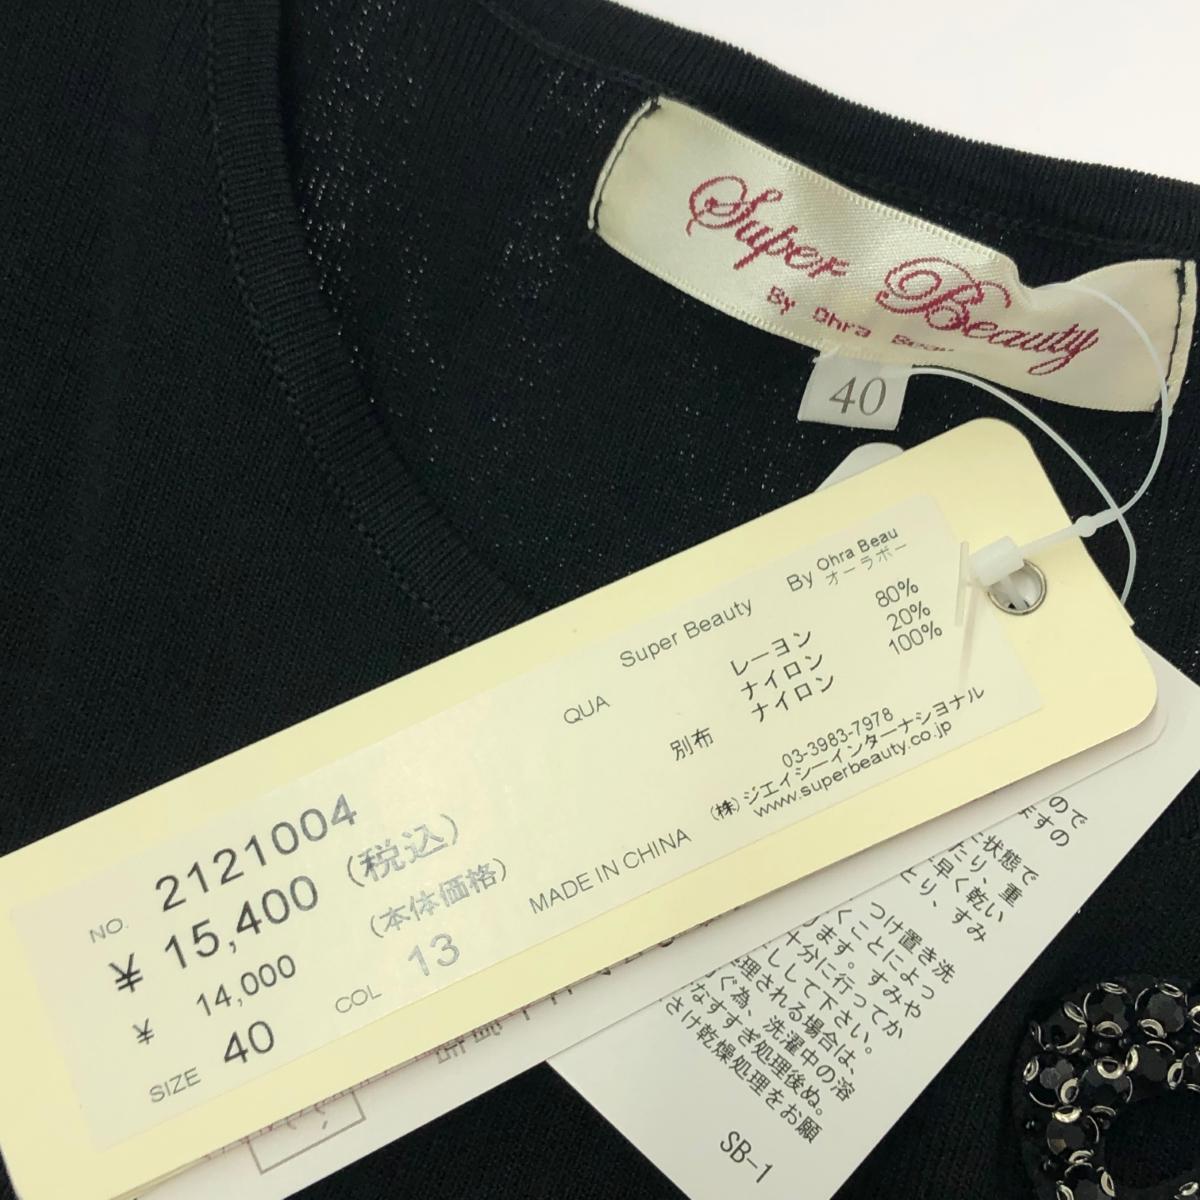 Super Beauty
By Ohra Beau
40
Super Beauty By Ohra Beau
オーラボー
QUA
レーヨン 80%
ナイロン 20%
別布 ナイロン 100%
03-3983-7978
(株)ジエイシーインターナショナル
www.superbeauty.co.jp
MADE IN CHINA
NO. 2121004
¥ 15,400 (税込)
¥ 14,000 (本体価格)
SIZE 40 COL 13
ので
ますの
状態で
たり、重
早く乾い
とり、すみ
つけ置き洗
くことによっ
ます。すみや
十分に行ってか
して下さい。
処理される場合は、
ぐ為、洗濯中の溶
なすすぎ処理後ぬ。
さけ乾燥処理をお願
SB-1